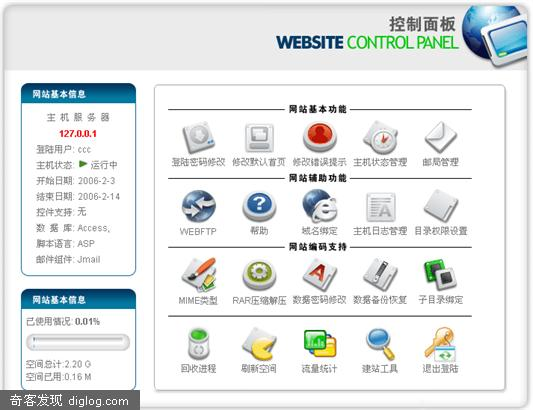 控制面板
WEBSITE CONTROL PANEL
网站基本信息
主 机 服 务 器
127.0.0.1
登陆用户: ccc
主机状态: 运行中
开始日期: 2006-2-3
结束日期: 2006-2-14
控件支持: 无
数 据 库: Access,
脚本语言: ASP
邮件组件: Jmail
网站基本信息
已使用情况: 0.01%
空间总计:2.20 G
空间已用:0.16 M
网站基本功能
登陆密码修改 修改默认首页 修改错误提示 主机状态管理 邮局管理
网站辅助功能
WEBFTP 帮助 域名绑定 主机日志管理 目录权限设置
网站编码支持
MIME类型 RAR压缩解压 数据密码修改 数据备份恢复 子目录绑定
回收进程 刷新空间 流量统计 建站工具 退出登陆
奇客发现 diglog.com